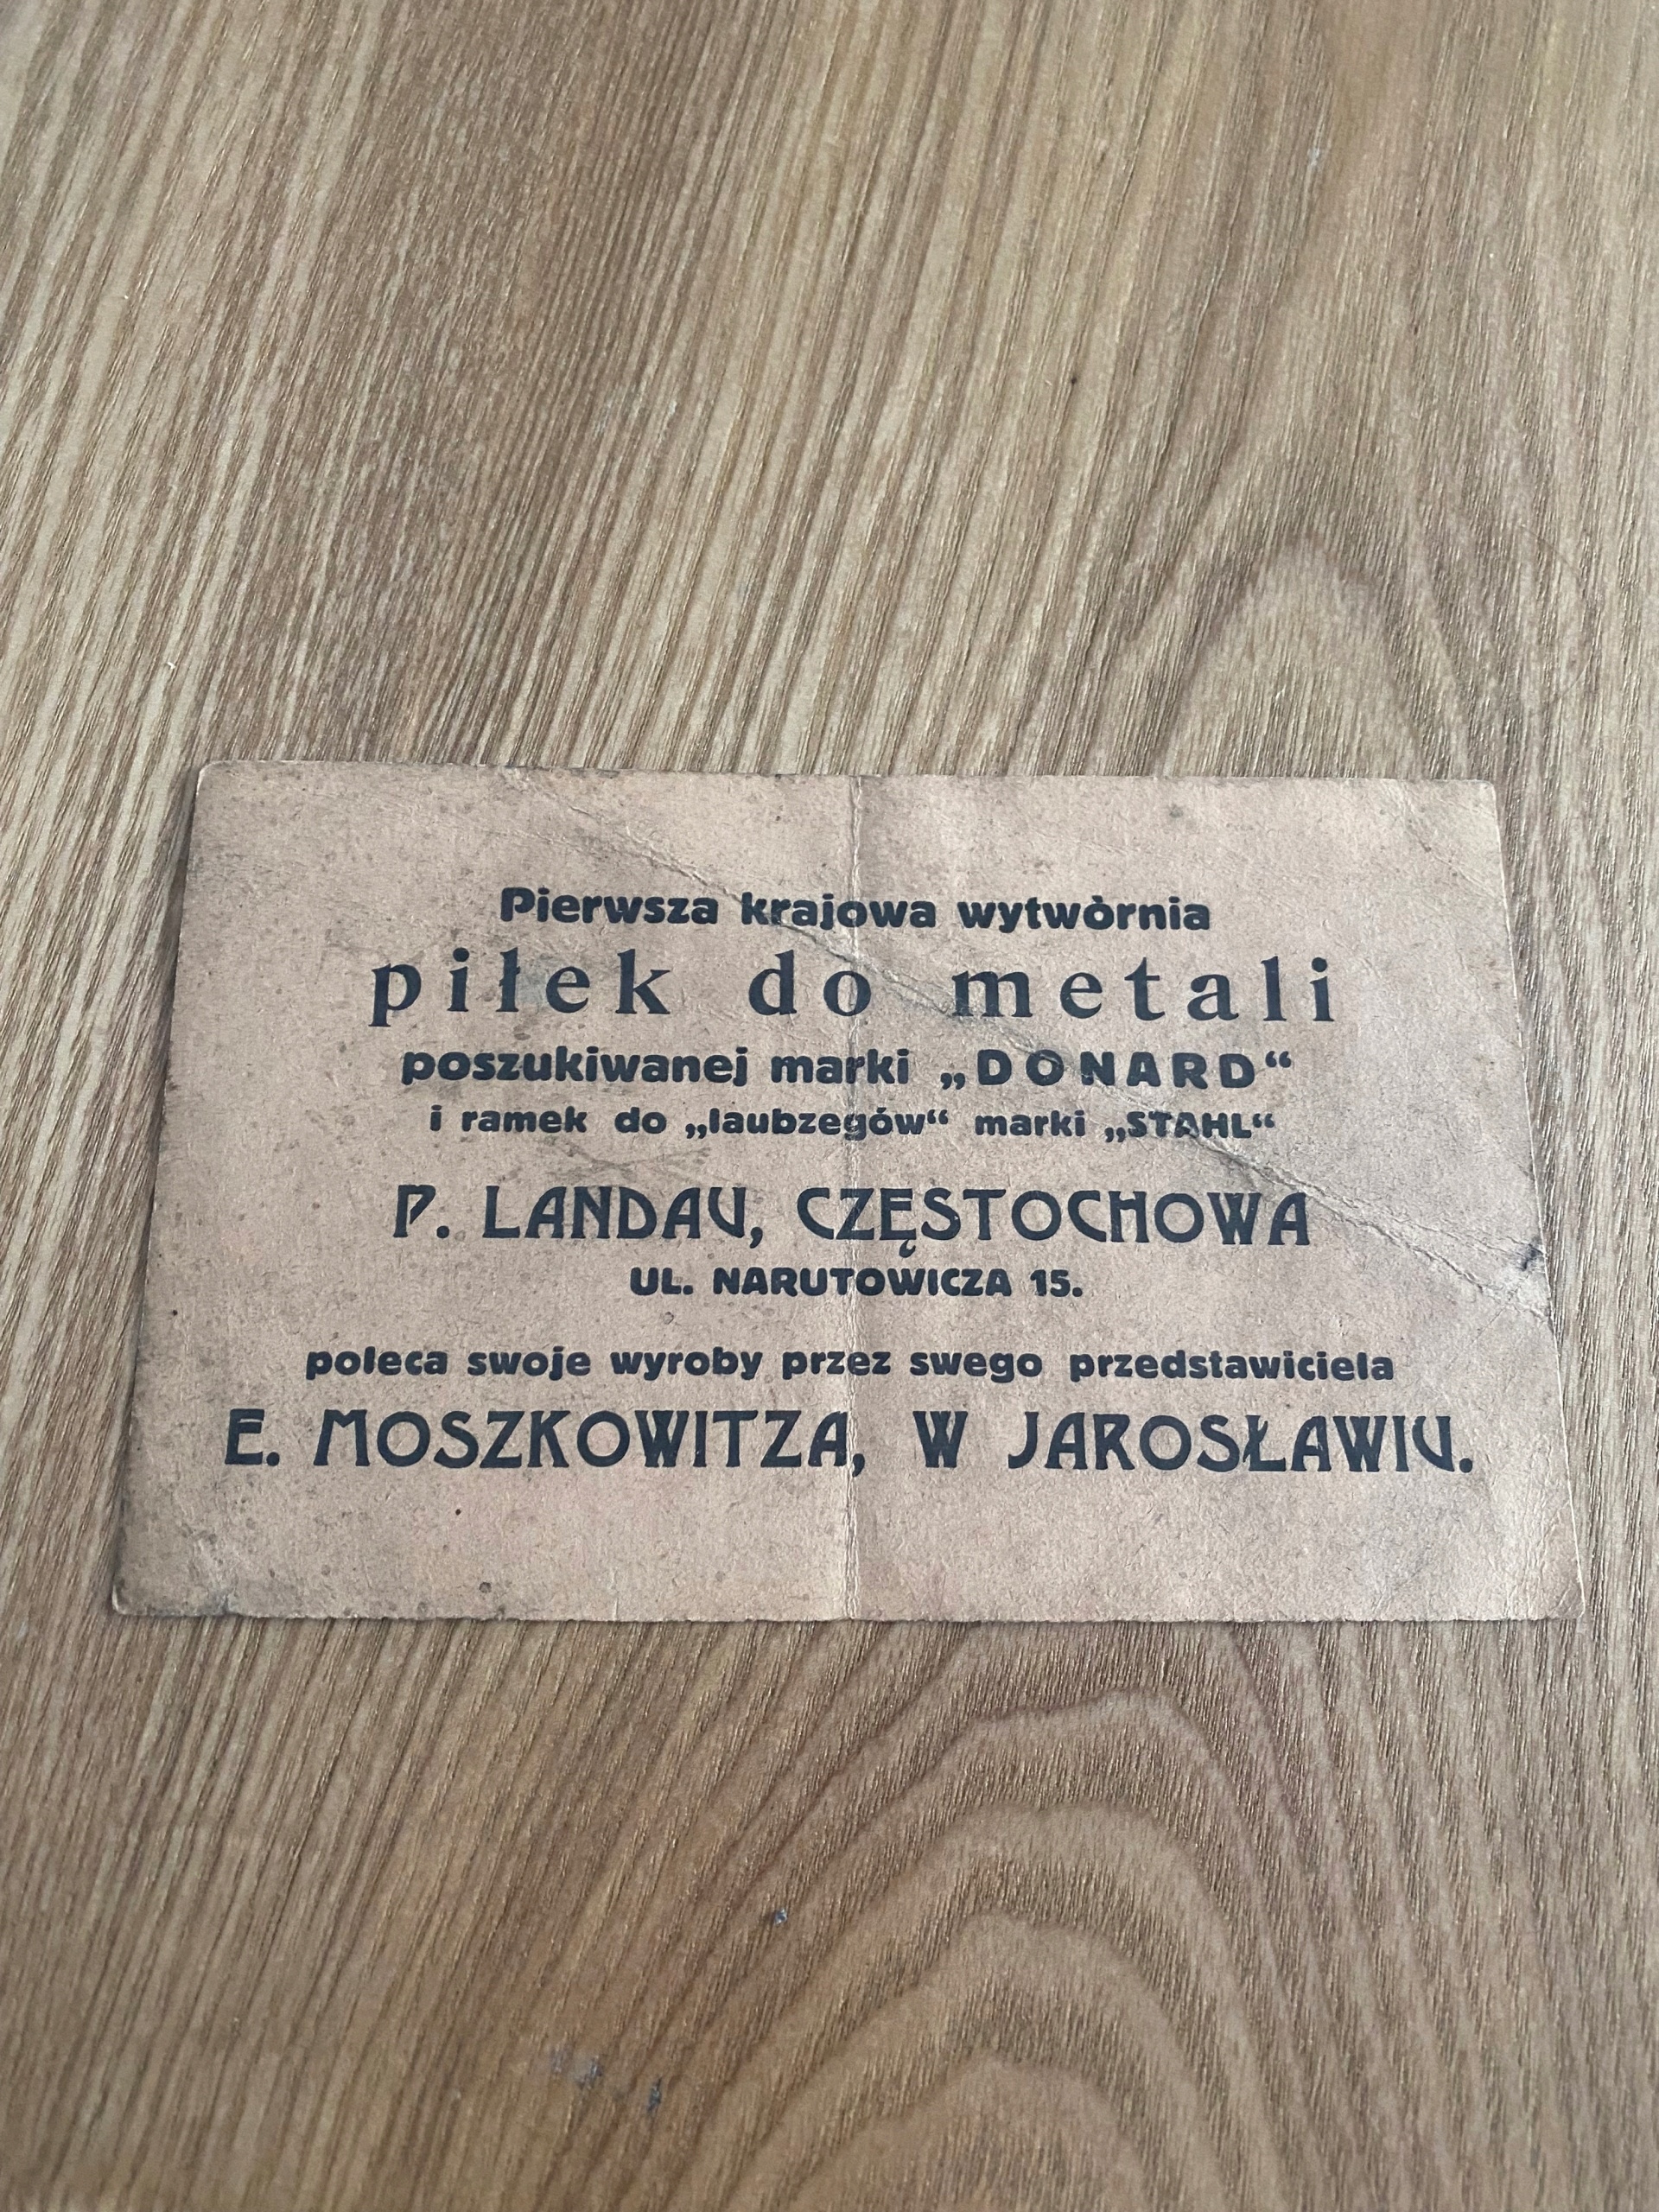 Pierwsza krajowa wytwòrnia
piłek do metali
poszukiwanej marki „DONARD“
i ramek do „laubzegów“ marki „STAHL“
P. LANDAU, CZĘSTOCHOWA
UL. NARUTOWICZA 15.
poleca swoje wyroby przez swego przedstawiciela
E. MOSZKOWITZA, W JAROSŁAWIU.